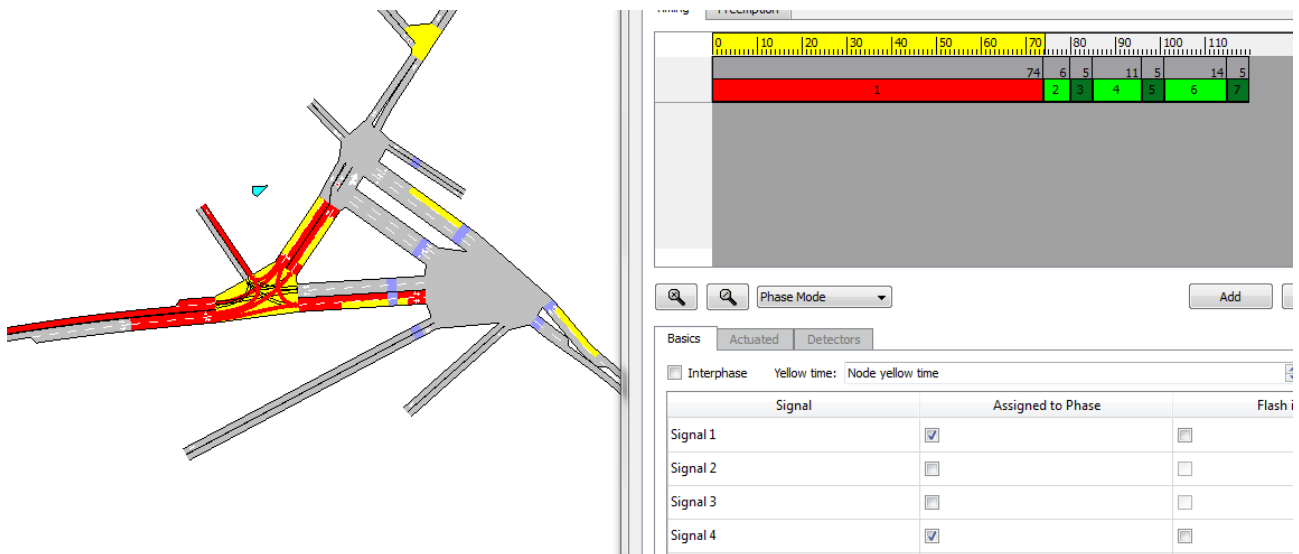 Timing Preemption
0 10 20 30 40 50 60 70 80 90 100 110
74 6 5 11 5 14 5
1 2 3 4 5 6 7
Phase Mode Add
Basics Actuated Detectors
Interphase Yellow time: Node yellow time
Signal Assigned to Phase Flash i
Signal 1
Signal 2
Signal 3
Signal 4